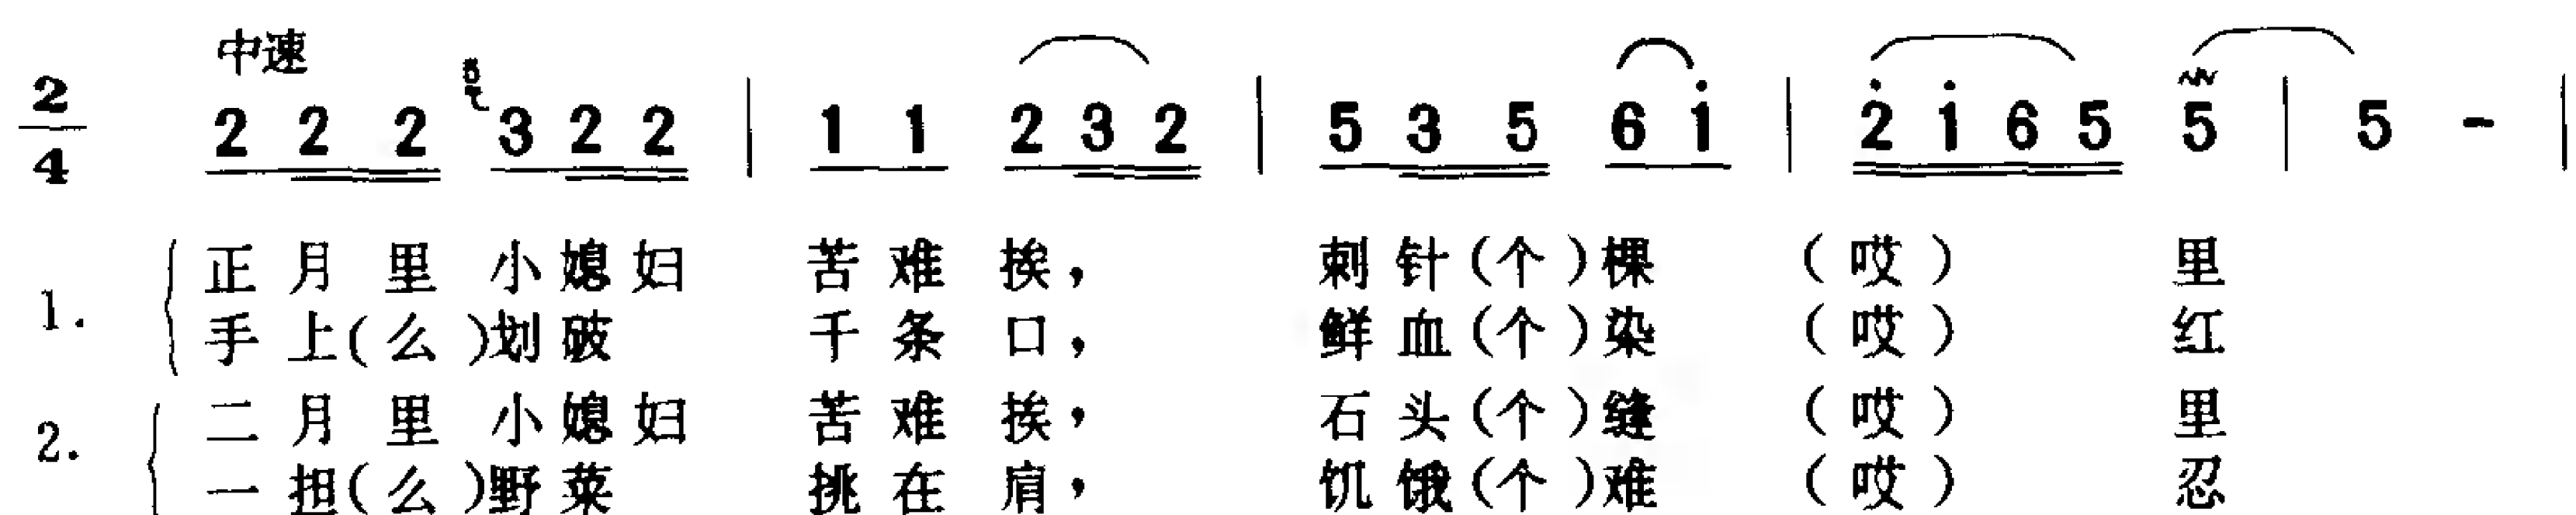 中速
2/4 2 2 2 5 3 2 2 | 1 1 2 3 2 | 5 3 5 6 i | 2̇ i 6 5 5 | 5 - |
1. 正月里小媳妇 苦难挨， 刺针(个)棵 (哎) 里
手上(么)划破 千条口， 鲜血(个)染 (哎) 红
2. 二月里小媳妇 苦难挨， 石头(个)缝 (哎) 里
一担(么)野菜 挑在肩， 饥饿(个)难 (哎) 忍